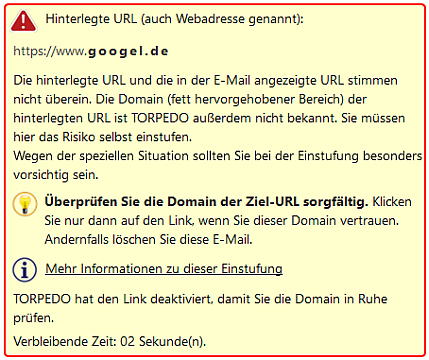 Hinterlegte URL (auch Webadresse genannt):
https://www.googel.de
Die hinterlegte URL und die in der E-Mail angezeigte URL stimmen
nicht überein. Die Domain (fett hervorgehobener Bereich) der
hinterlegten URL ist TORPEDO außerdem nicht bekannt. Sie müssen
hier das Risiko selbst einstufen.
Wegen der speziellen Situation sollten Sie bei der Einstufung besonders
vorsichtig sein.
Überprüfen Sie die Domain der Ziel-URL sorgfältig. Klicken
Sie nur dann auf den Link, wenn Sie dieser Domain vertrauen.
Andernfalls löschen Sie diese E-Mail.
Mehr Informationen zu dieser Einstufung
TORPEDO hat den Link deaktiviert, damit Sie die Domain in Ruhe
prüfen.
Verbleibende Zeit: 02 Sekunde(n).